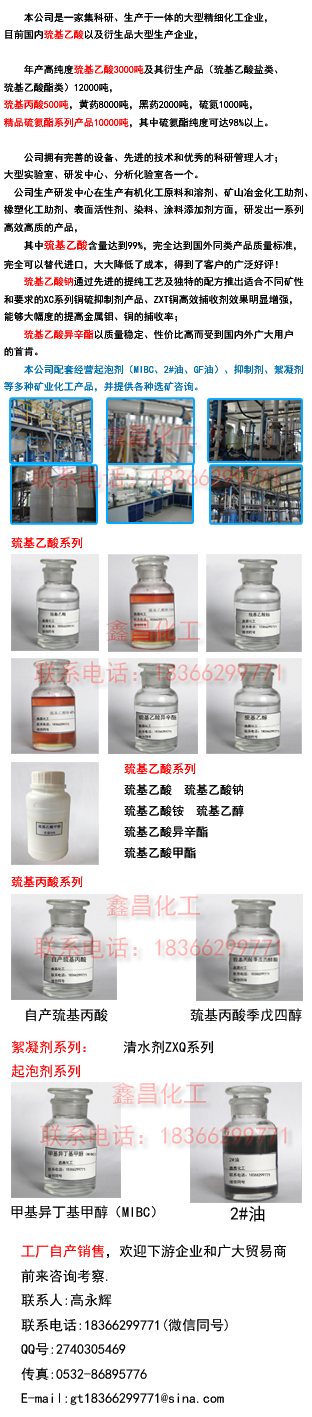 本公司是一家集科研、生产于一体的大型精细化工企业，
目前国内巯基乙酸以及衍生品大型生产企业，
年产高纯度巯基乙酸3000吨及其衍生产品（巯基乙酸盐类、
巯基乙酸酯类）12000吨，
巯基丙酸500吨，黄药8000吨，黑药2000吨，硫氮1000吨，
精品硫氨酯系列产品10000吨，其中硫氨酯纯度可达98%以上。
公司拥有完善的设备、先进的技术和优秀的科研管理人才；
大型实验室、研发中心、分析化验室各一个。
公司生产研发中心在生产有机化工原料和溶剂、矿山冶金化工助剂、
橡塑化工助剂、表面活性剂、染料、涂料添加剂方面，研发出一系列
高效高质的产品，
其中巯基乙酸含量达到99%，完全达到国外同类产品质量标准，
完全可以替代进口，大大降低了成本，得到了客户的广泛好评！
巯基乙酸钠通过先进的提纯工艺及独特的配方推出适合不同矿性
和要求的XC系列铜硫抑制剂产品、ZXT铜高效捕收剂效果明显增强，
能够大幅度的提高金属钼、铜的捕收率；
巯基乙酸异辛酯以质量稳定、性价比高而受到国内外广大用户
的首肯。
本公司配套经营起泡剂（MIBC、2#油、GF油）、抑制剂、絮凝剂
等多种矿业化工产品，并提供各种选矿咨询。
鑫昌化工
联系电话：18366299771
巯基乙酸系列
鑫昌化工
联系电话：18366299771
巯基乙酸异辛酯
巯基乙醇
巯基乙酸系列
巯基乙酸 巯基乙酸钠
巯基乙酸铵 巯基乙醇
巯基乙酸异辛酯
巯基乙酸甲酯
巯基丙酸系列
鑫昌化工
联系电话：18366299771
自产巯基丙酸
自产巯基丙酸 巯基丙酸季戊四醇
絮凝剂系列： 清水剂ZXQ系列
起泡剂系列
鑫昌化工
联系电话：18366299771
甲基异丁基甲醇
2#油
甲基异丁基甲醇（MIBC） 2#油
工厂自产销售，欢迎下游企业和广大贸易商
前来咨询考察.
联系人:高永辉
联系电话:18366299771(微信同号)
QQ号:2740305469
传真:0532-86895776
E-mail:gt18366299771@sina.com